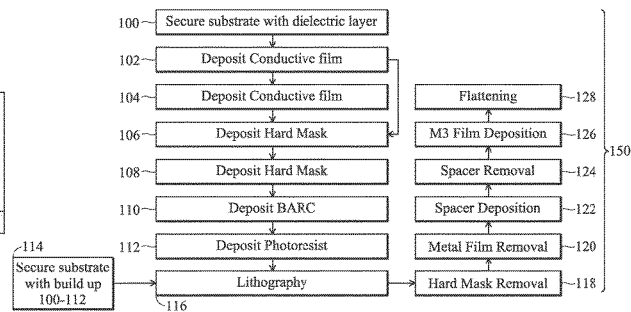 100
Secure substrate with dielectric layer
102
Deposit Conductive film
104
Deposit Conductive film
106
Deposit Hard Mask
108
Deposit Hard Mask
110
Deposit BARC
112
Deposit Photoresist
114
Secure substrate
with build up
100-112
Lithography
116
Hard Mask Removal
118
Metal Film Removal
120
Spacer Deposition
122
Spacer Removal
124
M3 Film Deposition
126
Flattening
128
150